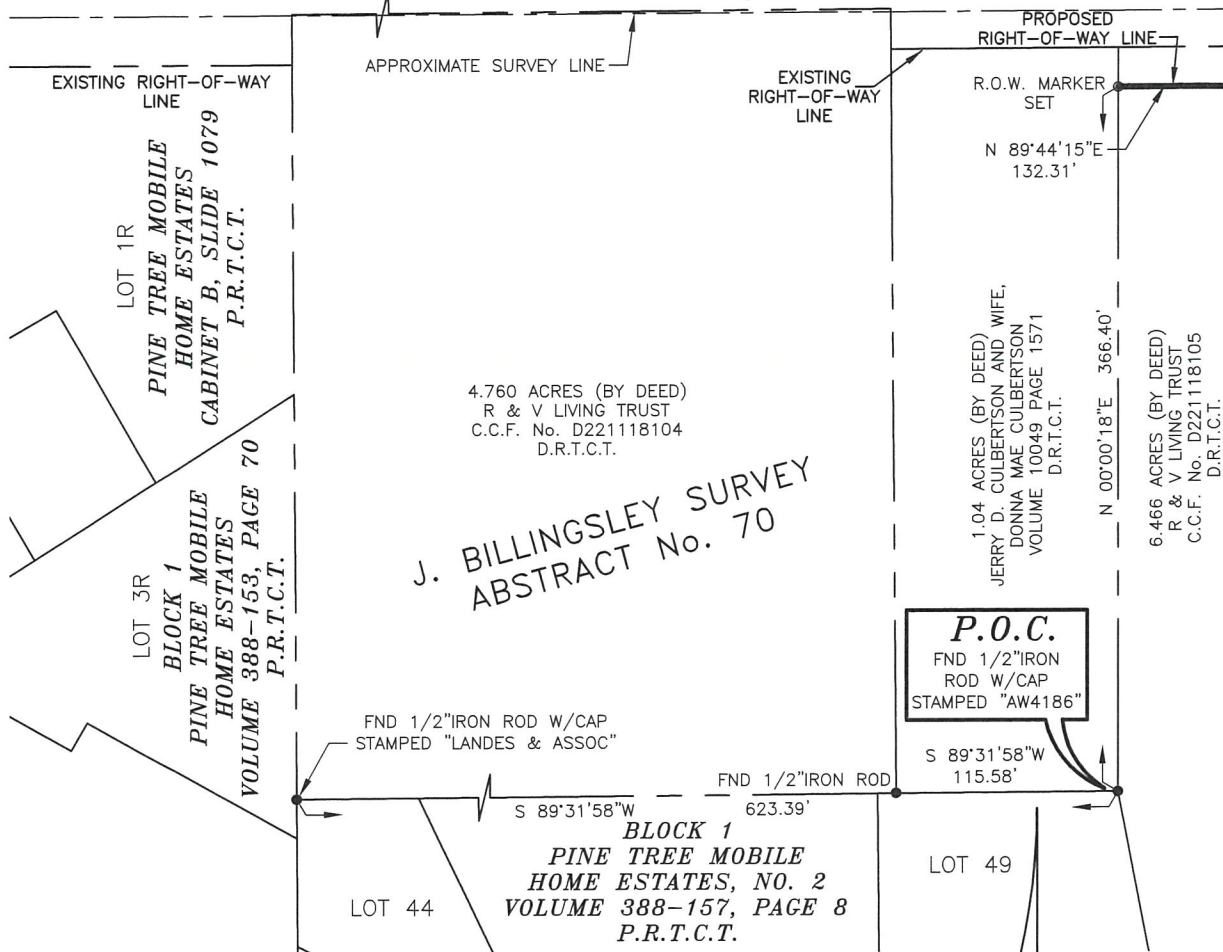 PROPOSED
RIGHT-OF-WAY LINE
APPROXIMATE SURVEY LINE
EXISTING RIGHT-OF-WAY
LINE
EXISTING
RIGHT-OF-WAY
LINE
R.O.W. MARKER
SET
N 89°44'15"E
132.31'
LOT 1R
PINE TREE MOBILE
HOME ESTATES
CABINET B, SLIDE 1079
P.R.T.C.T.
4.760 ACRES (BY DEED)
R & V LIVING TRUST
C.C.F. No. D221118104
D.R.T.C.T.
1.04 ACRES (BY DEED)
JERRY D. CULBERTSON AND WIFE,
DONNA MAE CULBERTSON
VOLUME 10049 PAGE 1571
D.R.T.C.T.
N 00°00'18"E 366.40'
6.466 ACRES (BY DEED)
R & V LIVING TRUST
C.C.F. No. D221118105
D.R.T.C.T.
J. BILLINGSLEY SURVEY
ABSTRACT No. 70
LOT 3R
BLOCK 1
PINE TREE MOBILE
HOME ESTATES
VOLUME 388-153, PAGE 70
P.R.T.C.T.
P.O.C.
FND 1/2"IRON
ROD W/CAP
STAMPED "AW4186"
FND 1/2"IRON ROD W/CAP
STAMPED "LANDES & ASSOC"
FND 1/2"IRON ROD
S 89°31'58"W
115.58'
S 89°31'58"W 623.39'
BLOCK 1
PINE TREE MOBILE
HOME ESTATES, NO. 2
VOLUME 388-157, PAGE 8
P.R.T.C.T.
LOT 44
LOT 49